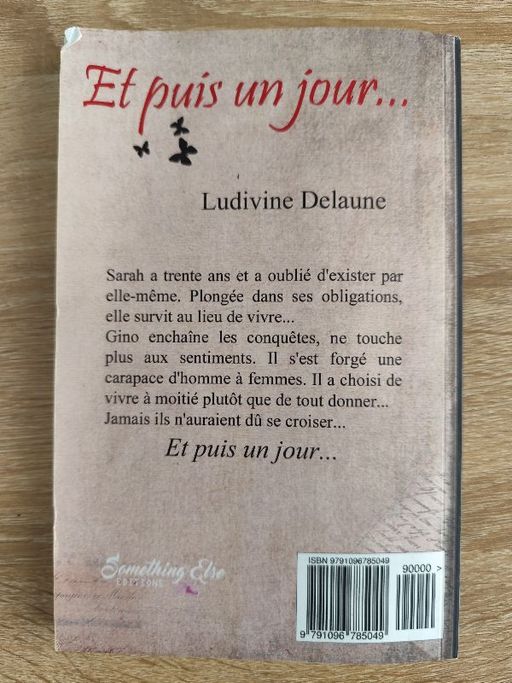 Et puis un jour...
Ludivine Delaune
Sarah a trente ans et a oublié d'exister par
elle-même. Plongée dans ses obligations,
elle survit au lieu de vivre...
Gino enchaîne les conquêtes, ne touche
plus aux sentiments. Il s'est forgé une
carapace d'homme à femmes. Il a choisi de
vivre à moitié plutôt que de tout donner...
Jamais ils n'auraient dû se croiser...
Et puis un jour...
Something Else
EDITIONS
ISBN 9791096785049
90000 >
9 791096 785049